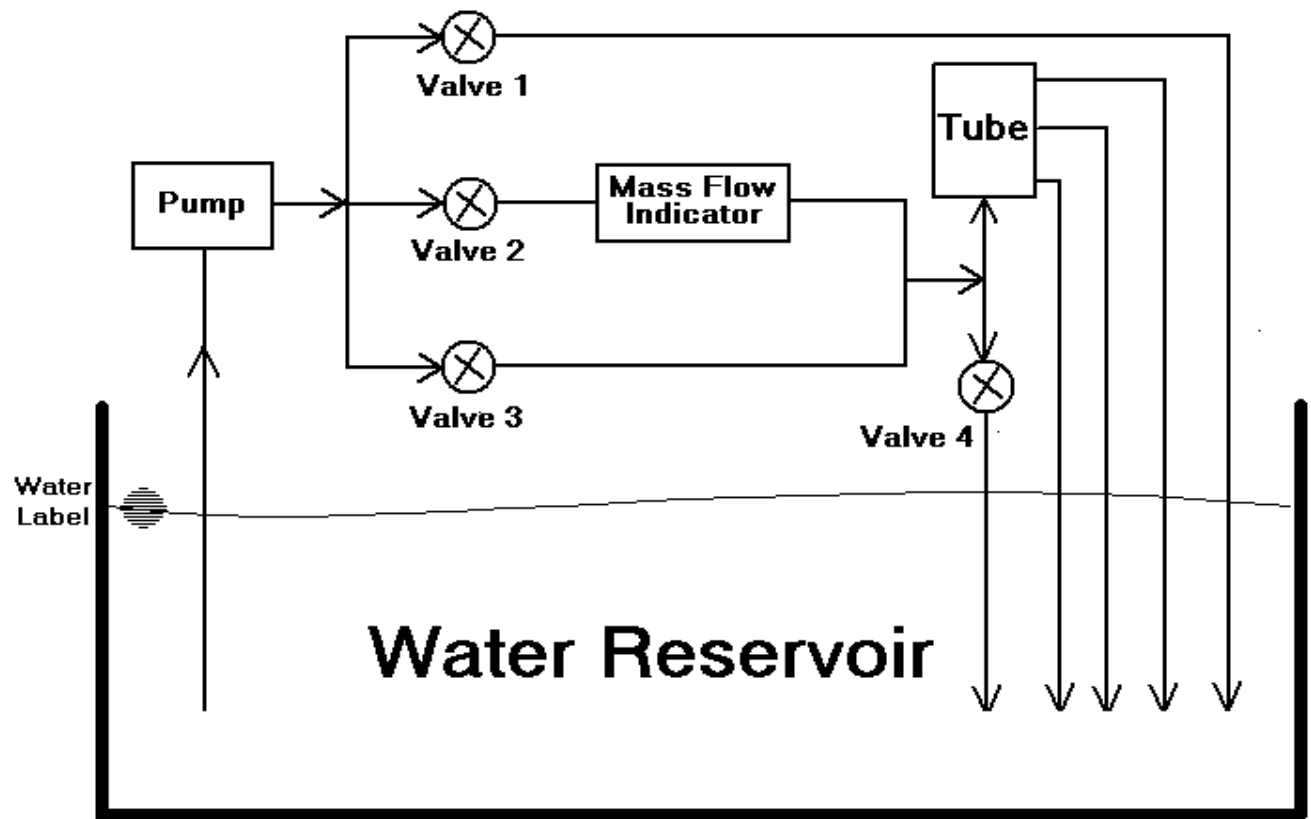 Valve 1
Tube
Pump
Mass Flow
Indicator
Valve 2
Valve 3
Valve 4
Water
Label
Water Reservoir